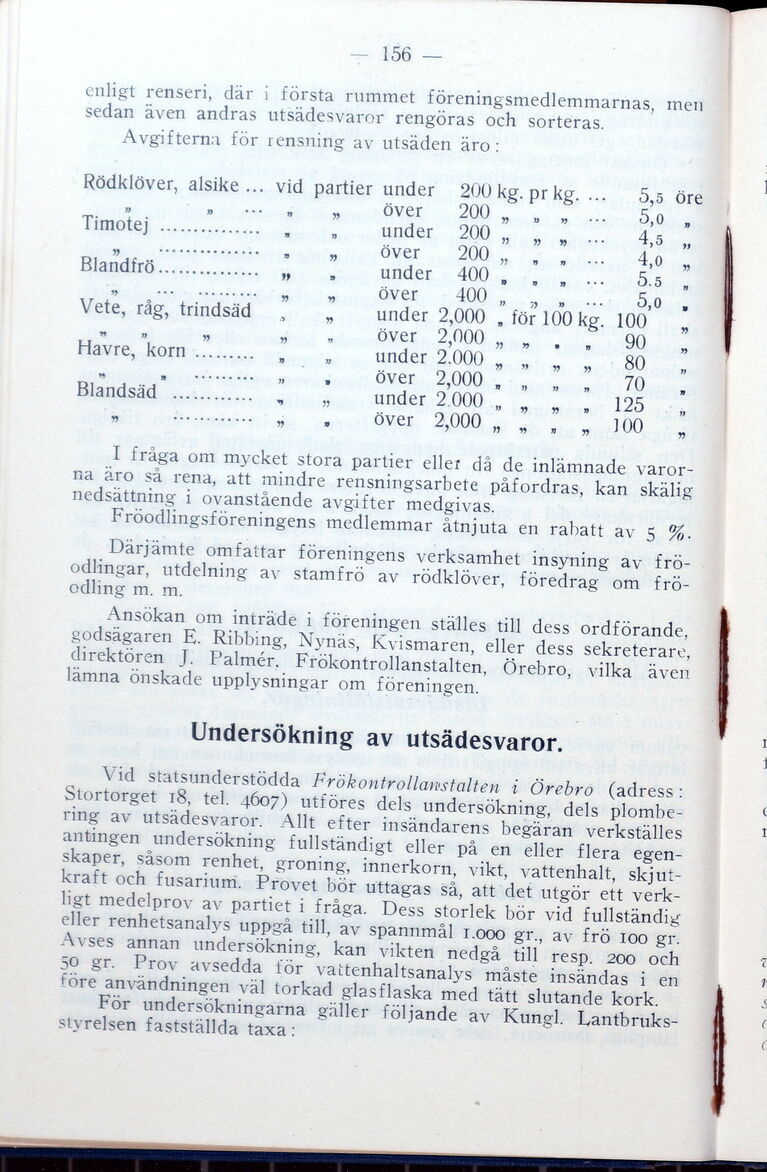 — 156 —
enligt renseri, där i första rummet föreningsmedlemmarnas, men
sedan även andras utsädesvaror rengöras och sorteras.
Avgifterna för rensning av utsäden äro:
Rödklöver, alsike ... vid partier under 200 kg. pr kg. ... 5,5 öre
„ „ ... „ „ över 200 „ „ „ ... 5,0 „
Timotej .............. „ „ under 200 „ „ „ ... 4,5 „
„ .............. „ „ över 200 „ „ „ ... 4,0 „
Blandfrö.............. „ „ under 400 „ „ „ ... 5.5 „
„ .............. „ „ över 400 „ „ „ ... 5,0 „
Vete, råg, trindsäd „ „ under 2,000 „ för 100 kg. 100 „
„ „ „ „ „ över 2,000 „ „ „ „ 90 „
Havre, korn .......... „ „ under 2.000 „ „ „ „ 80 „
„ „ .......... „ „ över 2,000 „ „ „ „ 70 „
Blandsäd .............. „ „ under 2.000 „ „ „ „ 125 „
„ .............. „ „ över 2,000 „ „ „ „ 100 „
I fråga om mycket stora partier eller då de inlämnade varor-
na äro så rena, att mindre rensningsarbete påfordras, kan skälig
nedsättning i ovanstående avgifter medgivas.
Fröodlingsföreningens medlemmar åtnjuta en rabatt av 5 %.
Därjämte omfattar föreningens verksamhet insyning av frö-
odlingar, utdelning av stamfrö av rödklöver, föredrag om frö-
odling m. m.
Ansökan om inträde i föreningen ställes till dess ordförande,
godsägaren E. Ribbing, Nynäs, Kvismaren, eller dess sekreterare,
direktören J. Palmér, Frökontrollanstalten, Örebro, vilka även
lämna önskade upplysningar om föreningen.
Undersökning av utsädesvaror.
Vid statsunderstödda Frökontrollanstalten i Örebro (adress:
Stortorget 18, tel. 4607) utföres dels undersökning, dels plombe-
ring av utsädesvaror. Allt efter insändarens begäran verkställes
antingen undersökning fullständigt eller på en eller flera egen-
skaper, såsom renhet, groning, innerkorn, vikt, vattenhalt, skjut-
kraft och fusarium. Provet bör uttagas så, att det utgör ett verk-
ligt medelprov av partiet i fråga. Dess storlek bör vid fullständig
eller renhetsanalys uppgå till, av spannmål 1.000 gr., av frö 100 gr.
Avses annan undersökning, kan vikten nedgå till resp. 200 och
50 gr. Prov avsedda för vattenhaltsanalys måste insändas i en
före användningen väl torkad glasflaska med tätt slutande kork.
För undersökningarna gäller följande av Kungl. Lantbruks-
styrelsen fastställda taxa: